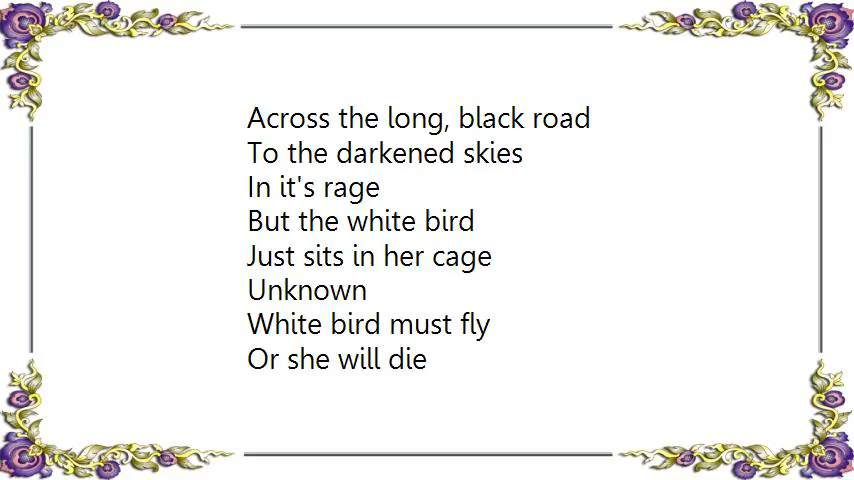 Across the long, black road
To the darkened skies
In it's rage
But the white bird
Just sits in her cage
Unknown
White bird must fly
Or she will die